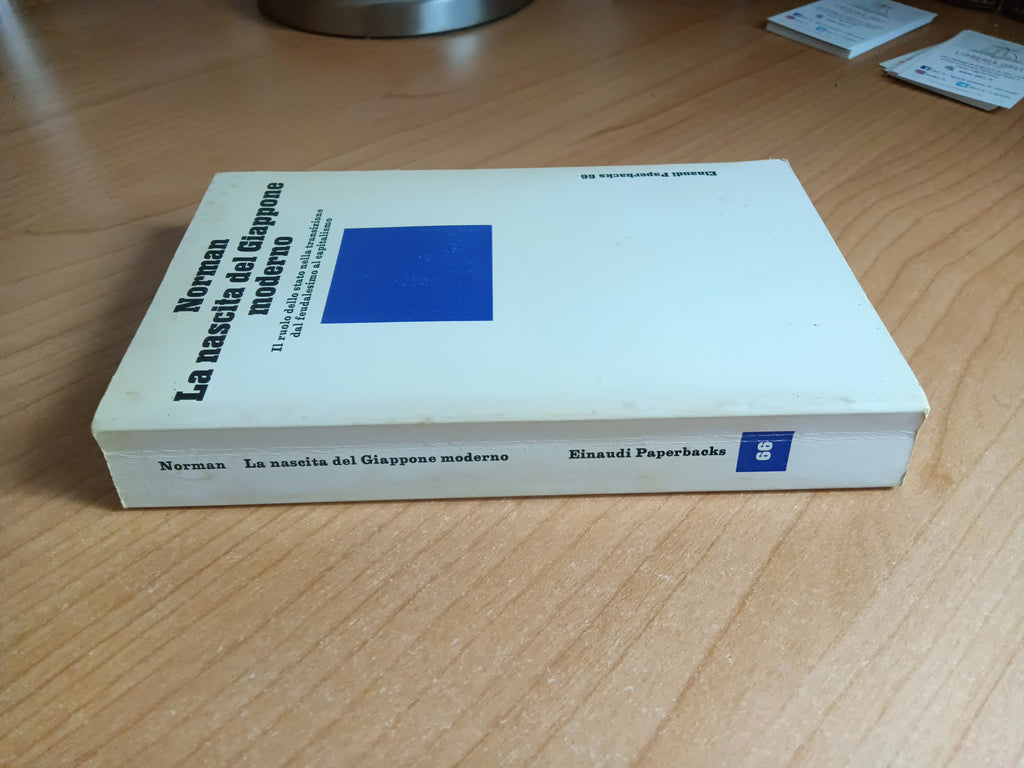 Norman
La nascita del Giappone
moderno
Il ruolo dello stato nella transizione
dal feudalesimo al capitalismo
Einaudi Paperbacks 66
Norman La nascita del Giappone moderno Einaudi Paperbacks 66